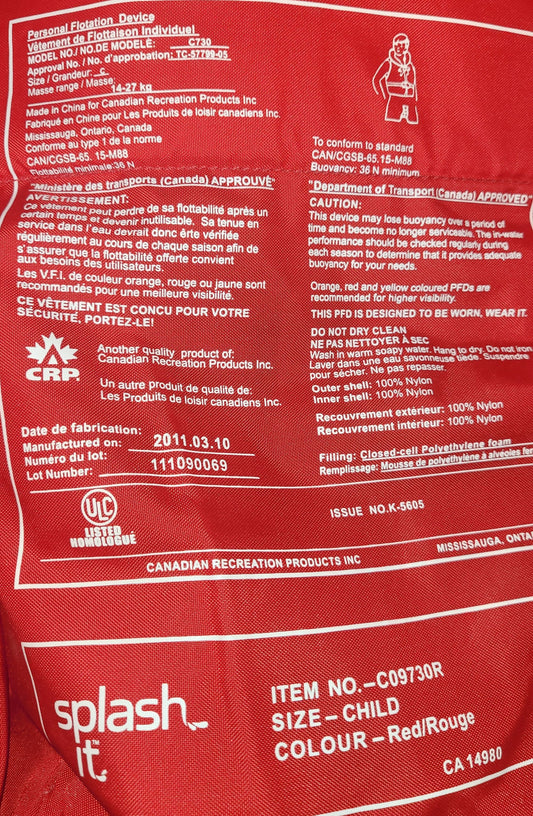 Personal Flotation Device
Vêtement de Flottaison Individuel
MODEL NO./ NO.DE MODELÈ: C730
Approval No./ No. d'approbation: TC-57799-05
Size / Grandeur: c
Masse range / Masse: 14-27 kg
Made in China for Canadian Recreation Products Inc
Fabriqué en Chine pour Les Produits de loisir canadiens Inc.
Mississauga, Ontario, Canada
Conforme au type 1 de la norme
CAN/CGSB-65. 15-M88
Flottabilité minimale:36 N
"Ministère des transports (Canada) APPROUVÉ"
AVERTISSEMENT:
Ce vêtement peut perdre de sa flottabilité après un
certain temps et devenir inutilisable. Sa tenue en
service dans l'eau devrait donc êrte vérifiée
régulièrement au cours de chaque saison afin de
s'assurer que la flottabilité offerte convient
aux besoins des utilisateurs.
Les V.F.I. de couleur orange, rouge ou jaune sont
recommandés pour une meilleure visibilité.
CE VÊTEMENT EST CONCU POUR VOTRE
SÉCURITÉ, PORTEZ-LE!
CRP
Another quality product of:
Canadian Recreation Products Inc.
Un autre produit de qualité de:
Les Produits de loisir canadiens Inc.
Date de fabrication:
Manufactured on: 2011.03.10
Numéro du lot:
Lot Number: 111090069
To conform to standard
CAN/CGSB-65. 15-M88
Buoyancy: 36 N minimum
"Department of Transport (Canada) APPROVED"
CAUTION:
This device may lose buoyancy over a period of
time and become no longer serviceable. The in-water
performance should be checked regularly during
each season to determine that it provides adequate
buoyancy for your needs.
Orange, red and yellow coloured PFDs are
recommended for higher visibility.
THIS PFD IS DESIGNED TO BE WORN. WEAR IT.
DO NOT DRY CLEAN
NE PAS NETTOYER À SEC
Wash in warm soapy water. Hang to dry. Do not iron.
Laver dans une eau savonneuse tiède. Suspendre
pour sécher. Ne pas repasser.
Outer shell: 100% Nylon
Inner shell: 100% Nylon
Recouvrement extérieur: 100% Nylon
Recouvrement intérieur: 100% Nylon
Filling: Closed-cell Polyethylene foam
Remplissage: Mousse de polyéthylène à alvéoles fer
ULC
LISTED
HOMOLOGUÉ
ISSUE NO.K-5605
CANADIAN RECREATION PRODUCTS INC
MISSISSAUGA, ONTA
splash
it.
TM
ITEM NO.–C09730R
SIZE – CHILD
COLOUR – Red/Rouge
CA 14980